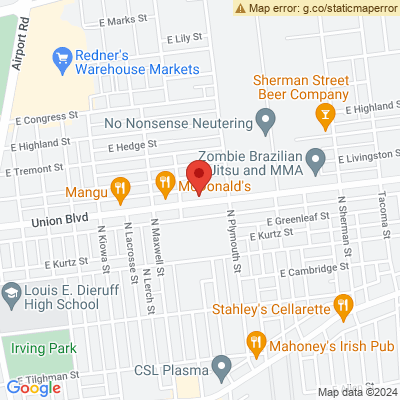 Map error: g.co/staticmaperror
E Marks St
E Lily St
Airport Rd
Redner's
Warehouse Markets
Sherman Street
Beer Company
E Congress St
E Highland St
No Nonsense Neutering
E Highland St
E Hedge St
E Tremont St
Zombie Brazilian
Jitsu and MMA
E Livingston St
Mangu
McDonald's
Union Blvd
N Kiowa St
N Lacrosse St
N Maxwell St
N Lerch St
N Plymouth St
E Greenleaf St
E Kurtz St
N Sherman St
Tacoma St
E Kurtz St
E Cambridge St
Louis E. Dieruff
High School
Stahley's Cellarette
Irving Park
Mahoney's Irish Pub
CSL Plasma
E Tilghman St
Google
Map data ©2024